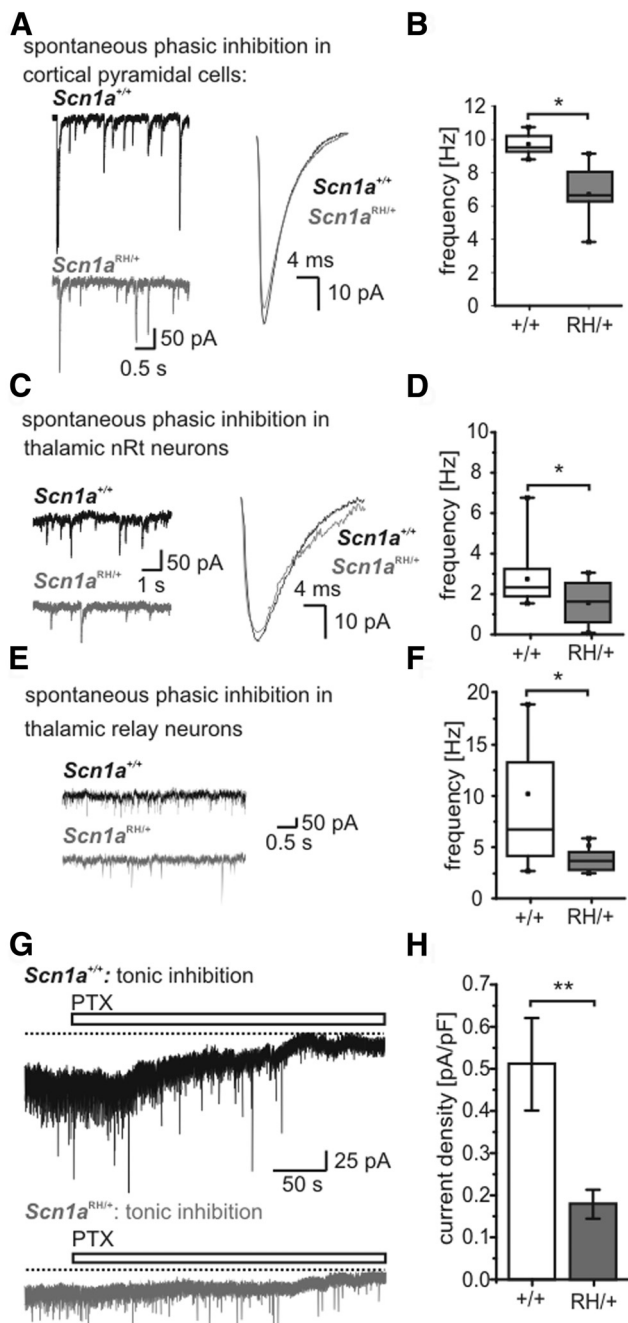 A
spontaneous phasic inhibition in
cortical pyramidal cells:
Scn1a+/+
Scn1aRH/+
50 pA
0.5 s
Scn1a+/+
Scn1aRH/+
4 ms
10 pA
B
*
12
10
8
6
4
2
0
frequency [Hz]
+/+ RH/+
C
spontaneous phasic inhibition in
thalamic nRt neurons
Scn1a+/+
50 pA
1 s
Scn1aRH/+
Scn1a+/+
Scn1aRH/+
4 ms
10 pA
D
*
10
8
6
4
2
0
frequency [Hz]
+/+ RH/+
E
spontaneous phasic inhibition in
thalamic relay neurons
Scn1a+/+
Scn1aRH/+
50 pA
0.5 s
F
*
20
15
10
5
0
frequency [Hz]
+/+ RH/+
G
Scn1a+/+: tonic inhibition
PTX
25 pA
50 s
Scn1aRH/+: tonic inhibition
PTX
H
**
0.7
0.6
0.5
0.4
0.3
0.2
0.1
0.0
current density [pA/pF]
+/+ RH/+